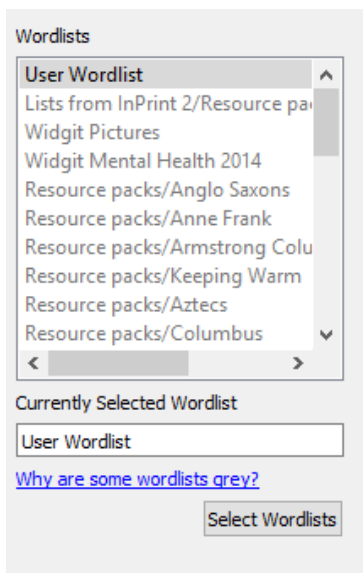 Wordlists
User Wordlist
Lists from InPrint 2/Resource pa
Widgit Pictures
Widgit Mental Health 2014
Resource packs/Anglo Saxons
Resource packs/Anne Frank
Resource packs/Armstrong Colu
Resource packs/Keeping Warm
Resource packs/Aztecs
Resource packs/Columbus
Currently Selected Wordlist
User Wordlist
Why are some wordlists grey?
Select Wordlists